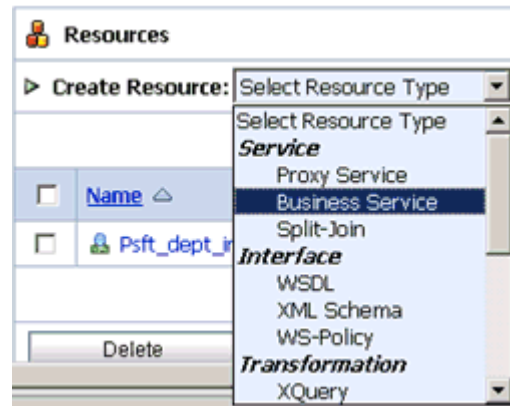 Resources
Create Resource: Select Resource Type
Select Resource Type
Service
Proxy Service
Business Service
Split-Join
Interface
WSDL
XML Schema
WS-Policy
Transformation
XQuery
Name
Psft_dept_i
Delete